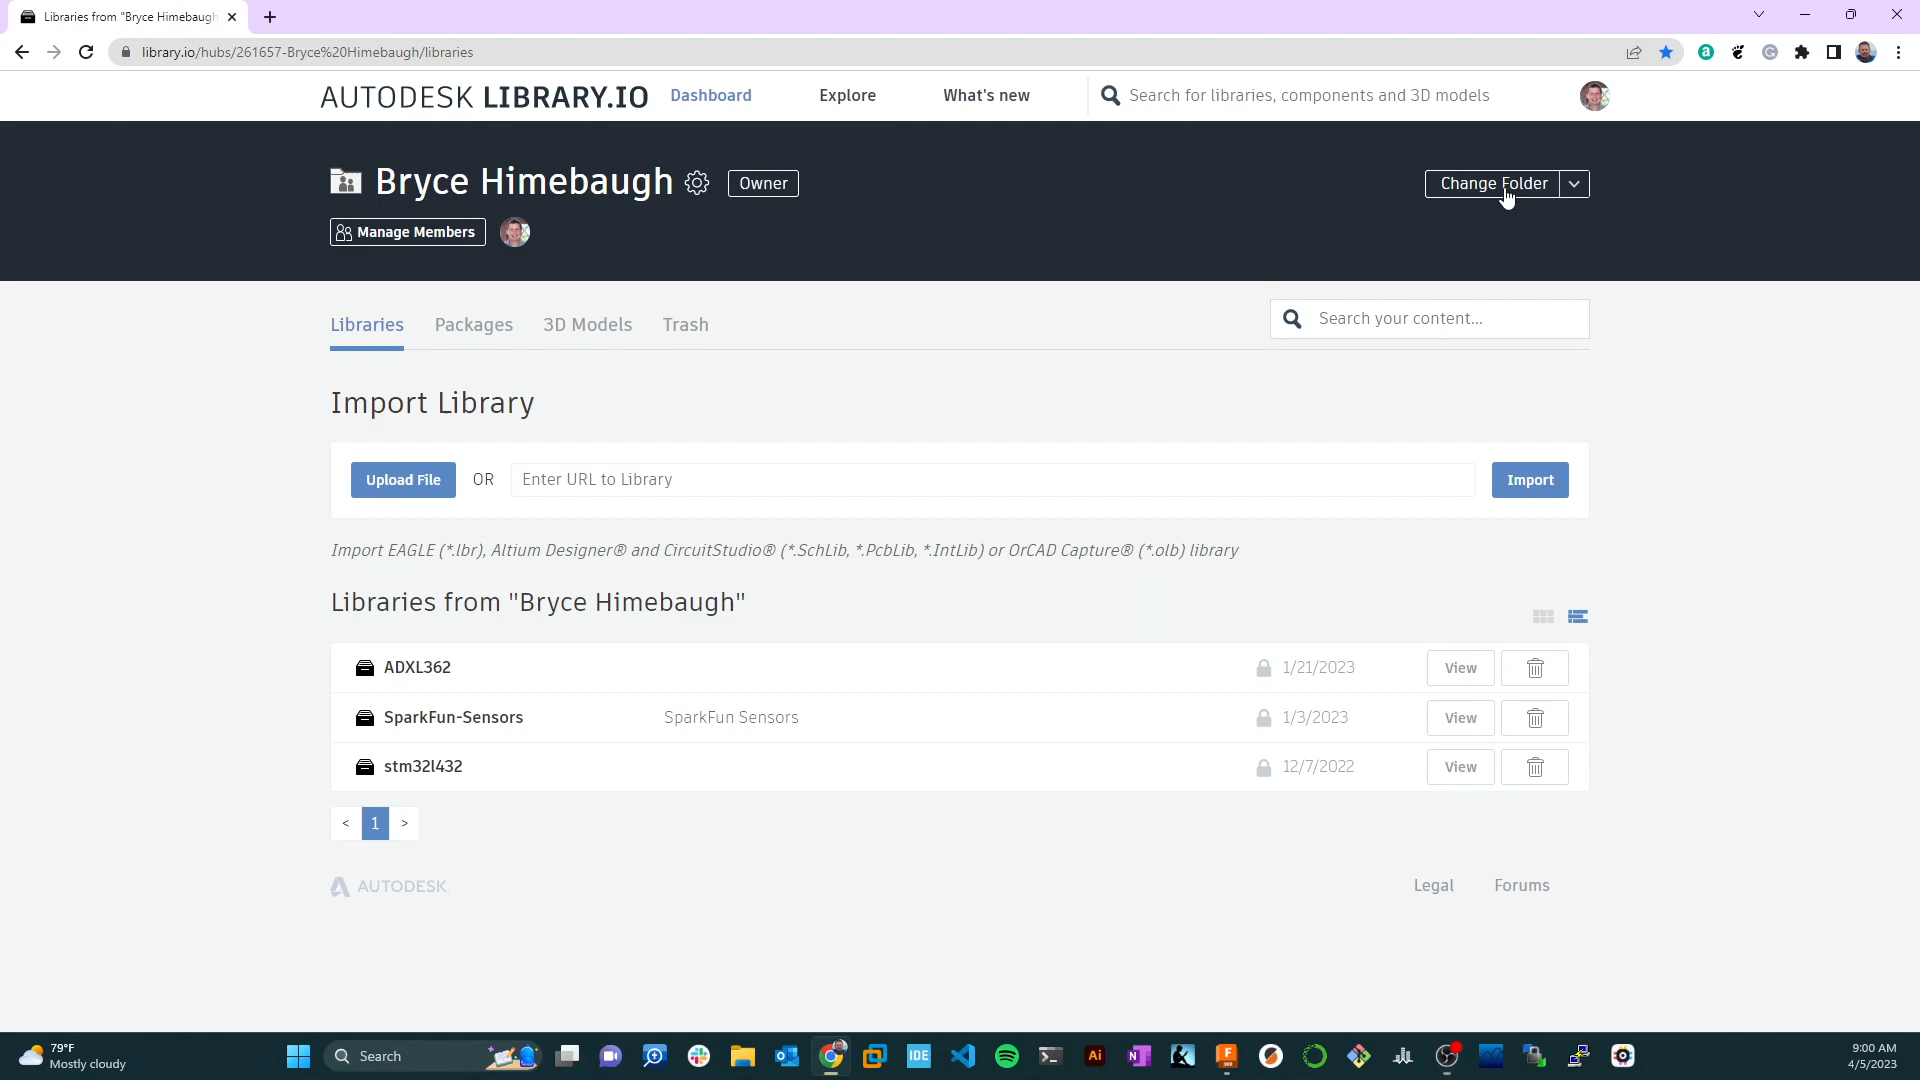 Libraries from "Bryce Himebaugh
library.io/hubs/261657-Bryce%20Himebaugh/libraries
AUTODESK LIBRARY.IO Dashboard Explore What's new Search for libraries, components and 3D models
Bryce Himebaugh Owner Change Folder
Manage Members
Libraries Packages 3D Models Trash Search your content...
Import Library
Upload File OR Enter URL to Library Import
Import EAGLE (*.lbr), Altium Designer® and CircuitStudio® (*.SchLib, *.PcbLib, *.IntLib) or OrCAD Capture® (*.olb) library
Libraries from "Bryce Himebaugh"
ADXL362 1/21/2023 View
SparkFun-Sensors SparkFun Sensors 1/3/2023 View
stm32l432 12/7/2022 View
< 1 >
AUTODESK. Legal Forums
79°F
Mostly cloudy
Search
IDE
Ai
9:00 AM
4/5/2023